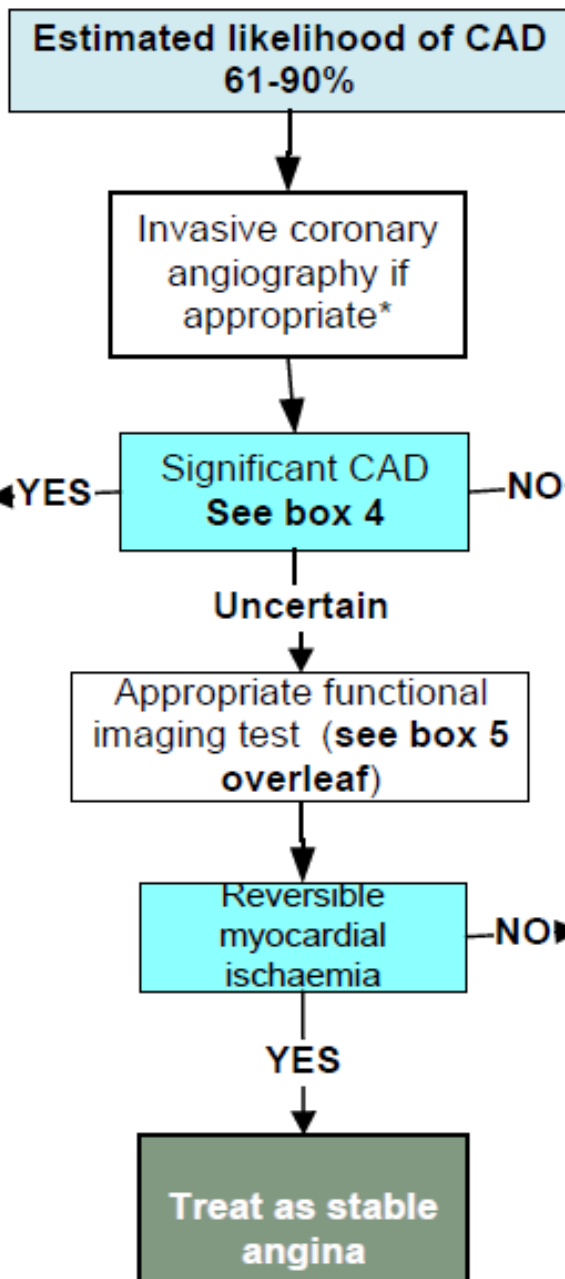 Estimated likelihood of CAD
61-90%
Invasive coronary
angiography if
appropriate*
Significant CAD
See box 4
YES
NO
Uncertain
Appropriate functional
imaging test (see box 5
overleaf)
Reversible
myocardial
ischaemia
NO
YES
Treat as stable
angina